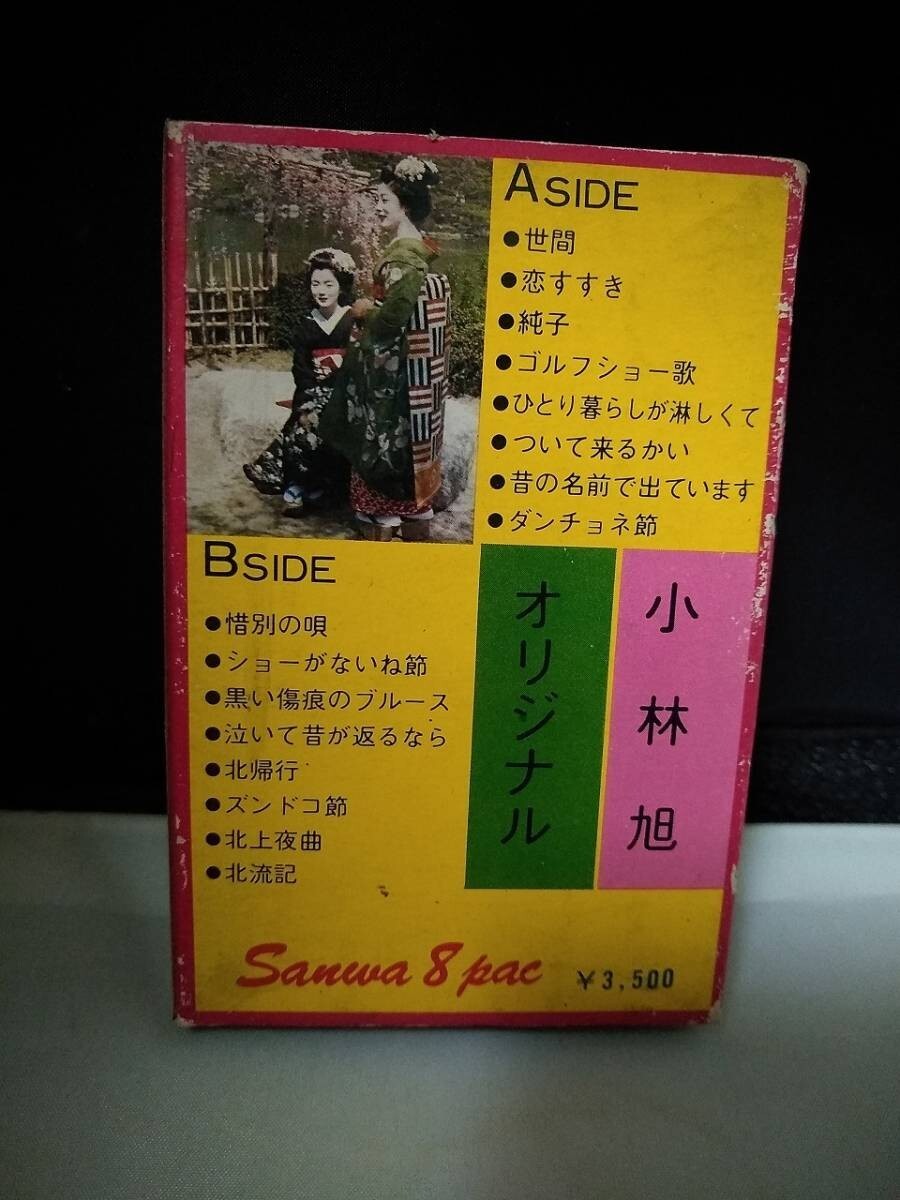 A SIDE
●世間
●恋すすき
●純子
●ゴルフショー歌
●ひとり暮らしが淋しくて
●ついて来るかい
●昔の名前で出ています
●ダンチョネ節
B SIDE
●惜別の唄
●ショーがないね節
●黒い傷痕のブルース
●泣いて昔が返るなら
●北帰行
●ズンドコ節
●北上夜曲
●北流記
小林旭
オリジナル
Sanwa 8 pac
¥3,500